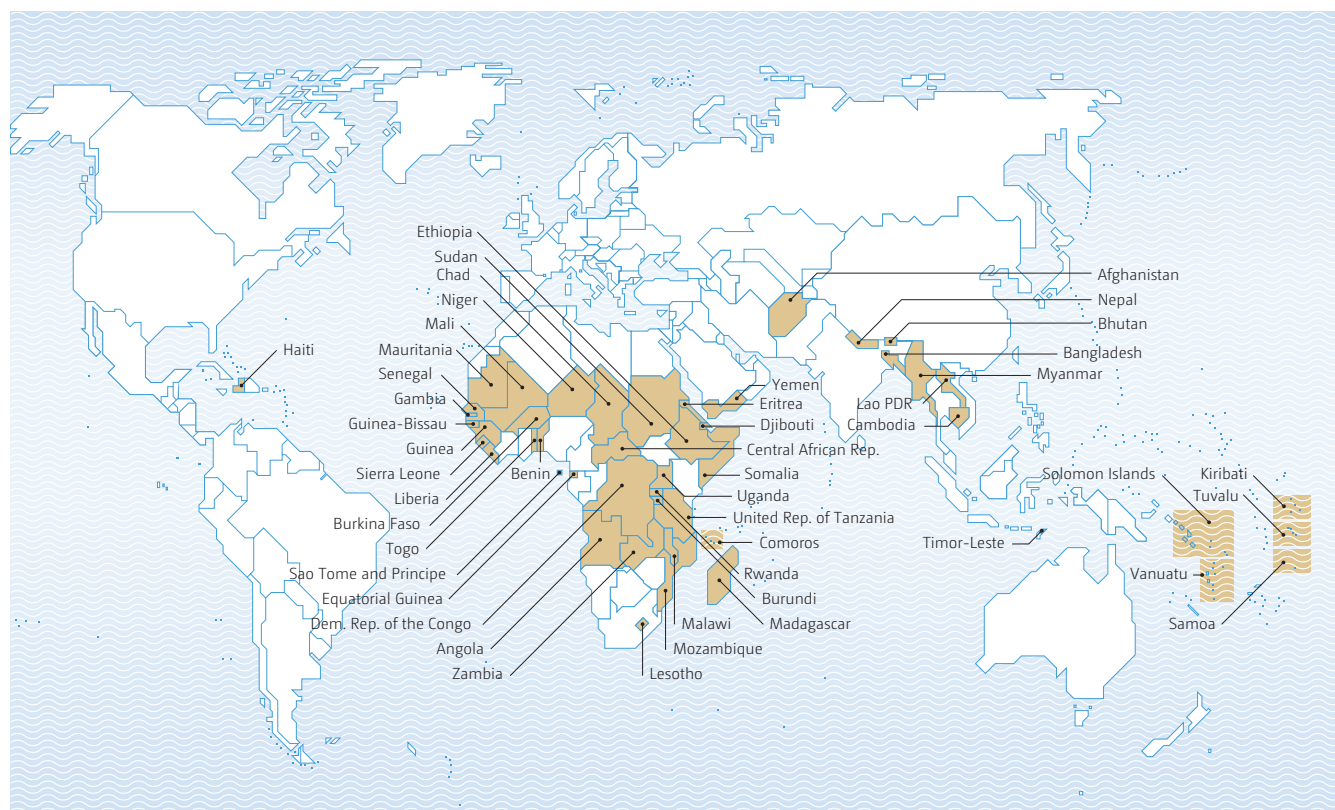 Ethiopia
Sudan
Chad
Niger
Mali
Mauritania
Senegal
Gambia
Guinea-Bissau
Guinea
Sierra Leone
Liberia
Burkina Faso
Togo
Sao Tome and Principe
Equatorial Guinea
Dem. Rep. of the Congo
Angola
Zambia
Haiti
Benin
Afghanistan
Nepal
Bhutan
Bangladesh
Myanmar
Yemen
Eritrea
Lao PDR
Djibouti
Cambodia
Central African Rep.
Somalia
Uganda
United Rep. of Tanzania
Comoros
Rwanda
Burundi
Malawi
Madagascar
Mozambique
Lesotho
Solomon Islands
Kiribati
Tuvalu
Timor-Leste
Vanuatu
Samoa